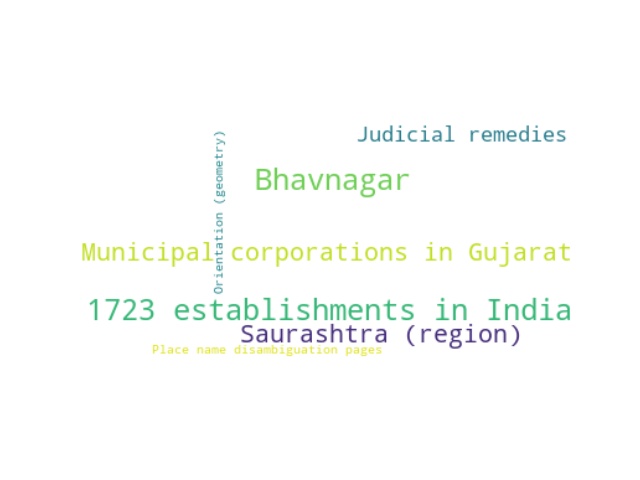 Judicial remedies
Orientation (geometry)
Bhavnagar
Municipal corporations in Gujarat
1723 establishments in India
Saurashtra (region)
Place name disambiguation pages